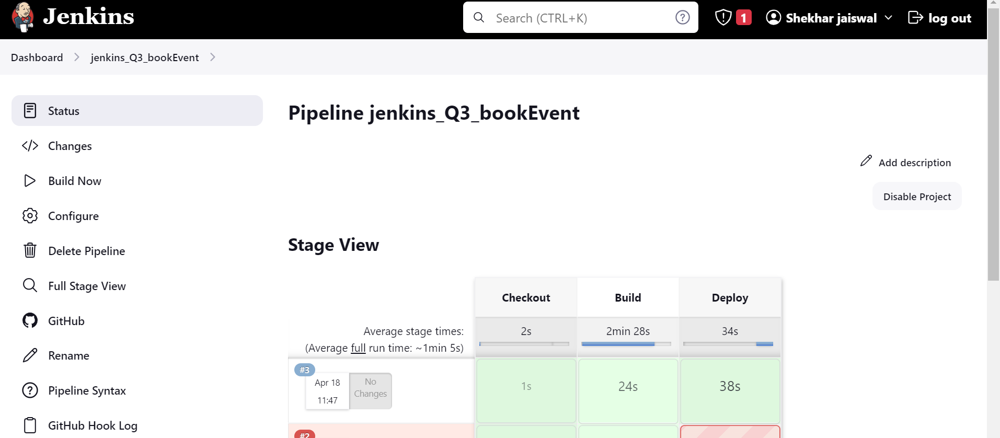 Jenkins
Search (CTRL+K)
?
1
Shekhar jaiswal
log out
Dashboard
jenkins_Q3_bookEvent
Status
Changes
Build Now
Configure
Delete Pipeline
Full Stage View
GitHub
Rename
Pipeline Syntax
GitHub Hook Log
Pipeline jenkins_Q3_bookEvent
Add description
Disable Project
Stage View
Checkout Build Deploy
Average stage times: 2s 2min 28s 34s
(Average full run time: ~1min 5s)
#3
Apr 18
11:47
No
Changes
1s 24s 38s
#2